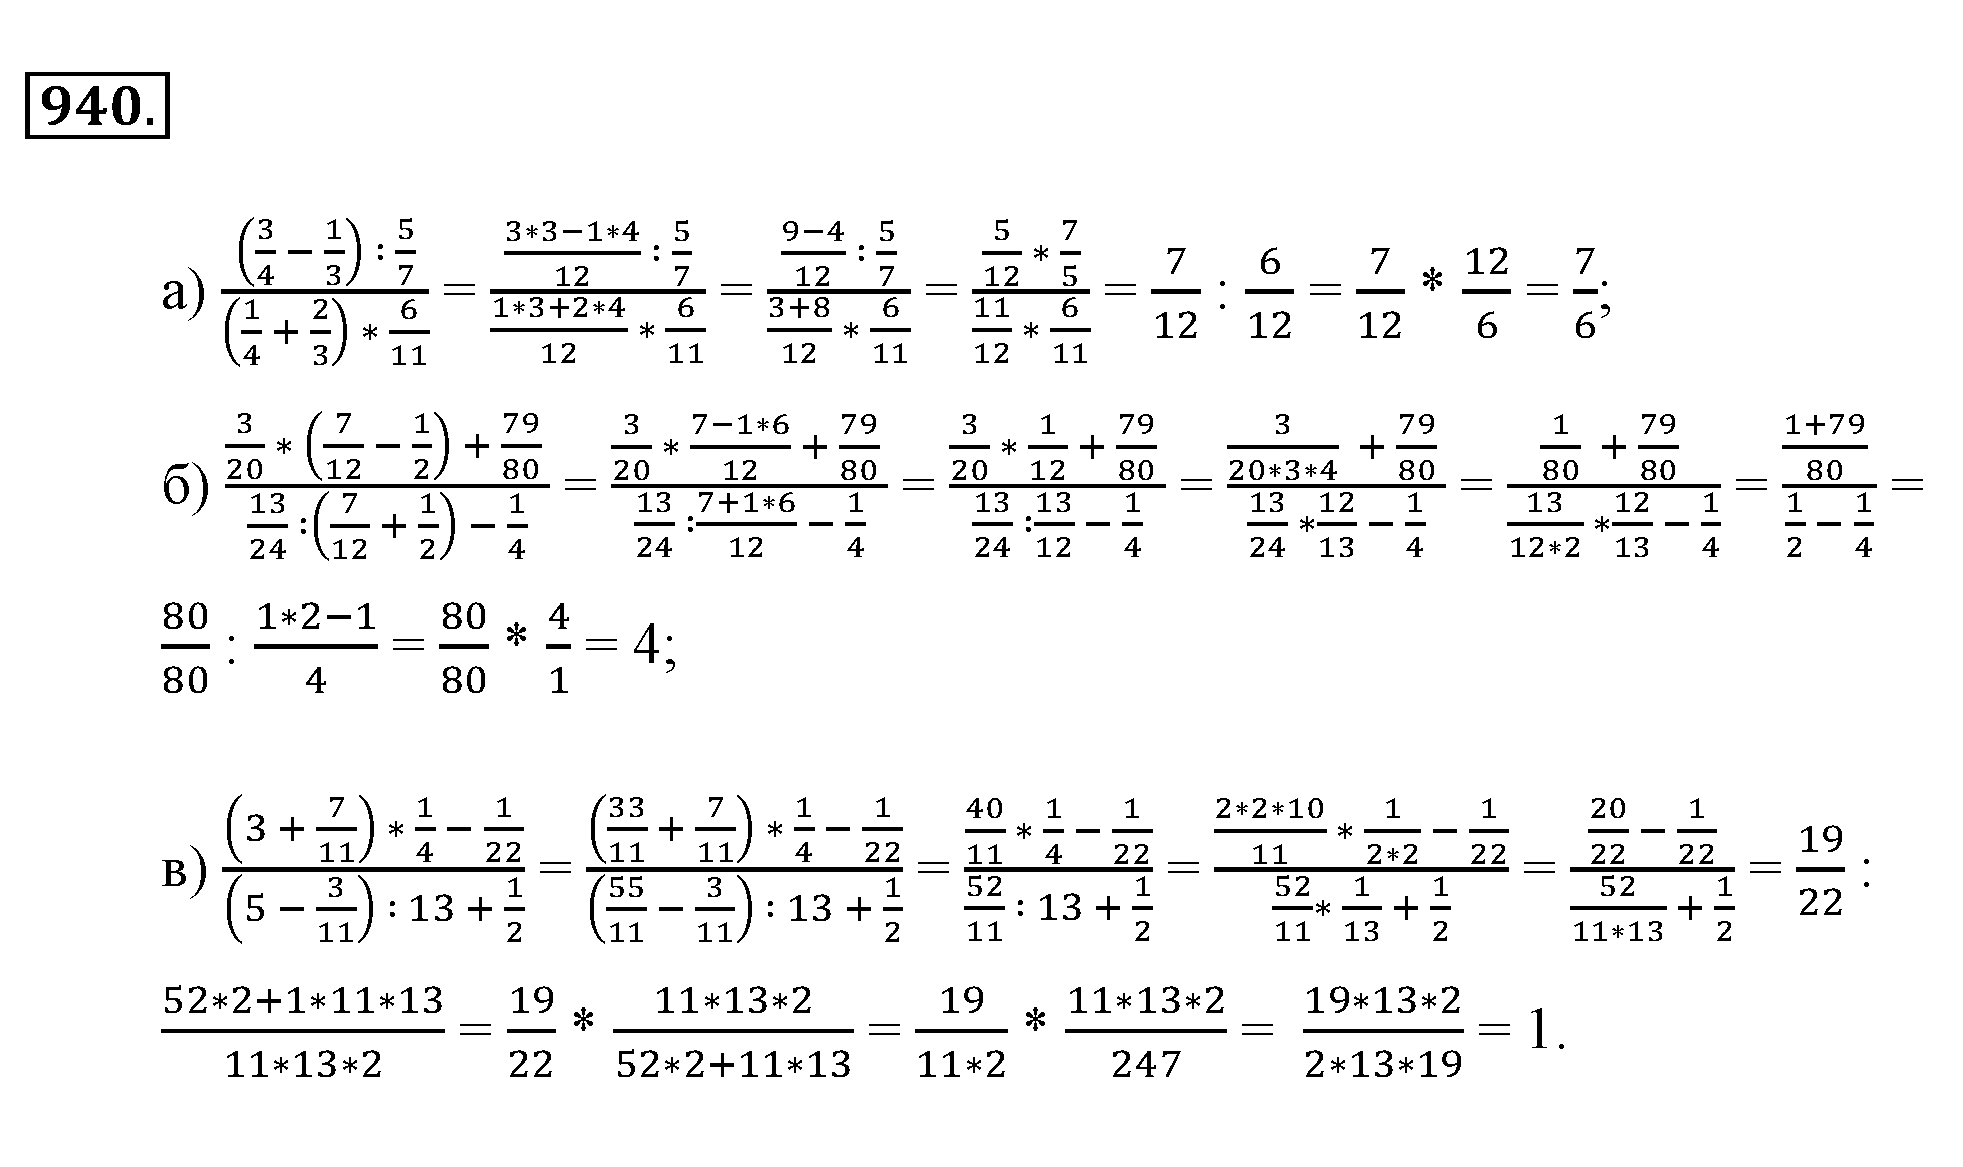 940.
а) ((3/4 − 1/3) : 5/7)/((1/4 + 2/3) * 6/11) = ((3*3−1*4)/12 : 5/7)/((1*3+2*4)/12 * 6/11) = ((9−4)/12 : 5/7)/((3+8)/12 * 6/11) = (5/12 * 7/5)/(11/12 * 6/11) = 7/12 : 6/12 = 7/12 * 12/6 = 7/6;
б) (3/20 * (7/12 − 1/2) + 79/80)/(13/24 : (7/12 + 1/2) − 1/4) = (3/20 * (7−1*6)/12 + 79/80)/(13/24 : (7+1*6)/12 − 1/4) = (3/20 * 1/12 + 79/80)/(13/24 : 13/12 − 1/4) = (3/(20*3*4) + 79/80)/(13/24 * 12/13 − 1/4) = (1/80 + 79/80)/(13/(12*2) * 12/13 − 1/4) = ((1+79)/80)/(1/2 − 1/4) =
80/80 : (1*2−1)/4 = 80/80 * 4/1 = 4;
в) ((3 + 7/11) * 1/4 − 1/22)/((5 − 3/11) : 13 + 1/2) = ((33/11 + 7/11) * 1/4 − 1/22)/((55/11 − 3/11) : 13 + 1/2) = (40/11 * 1/4 − 1/22)/(52/11 : 13 + 1/2) = ((2*2*10)/11 * 1/(2*2) − 1/22)/(52/11 * 1/13 + 1/2) = (20/22 − 1/22)/(52/(11*13) + 1/2) = 19/22 :
(52*2+1*11*13)/(11*13*2) = 19/22 * (11*13*2)/(52*2+11*13) = 19/(11*2) * (11*13*2)/247 = (19*13*2)/(2*13*19) = 1.